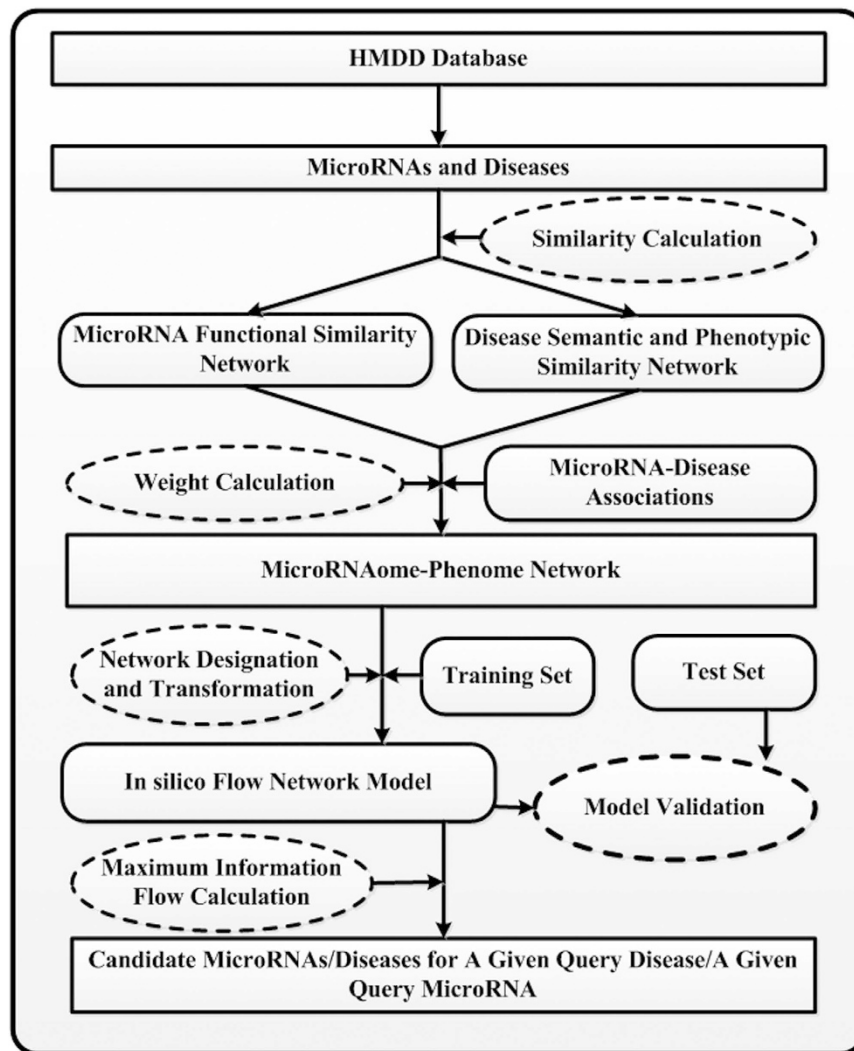 HMDD Database
MicroRNAs and Diseases
Similarity Calculation
MicroRNA Functional Similarity
Network
Disease Semantic and Phenotypic
Similarity Network
Weight Calculation
MicroRNA-Disease
Associations
MicroRNAome-Phenome Network
Network Designation
and Transformation
Training Set
Test Set
In silico Flow Network Model
Model Validation
Maximum Information
Flow Calculation
Candidate MicroRNAs/Diseases for A Given Query Disease/A Given
Query MicroRNA